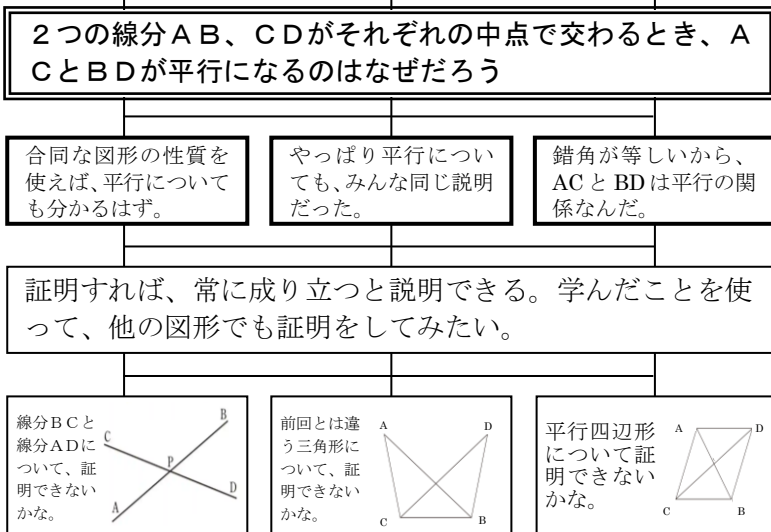 ２つの線分ＡＢ、ＣＤがそれぞれの中点で交わるとき、Ａ
ＣとＢＤが平行になるのはなぜだろう
合同な図形の性質を
使えば、平行について
も分かるはず。
やっぱり平行につい
ても、みんな同じ説明
だった。
錯角が等しいから、
ACとBDは平行の関
係なんだ。
証明すれば、常に成り立つと説明できる。学んだことを使
って、他の図形でも証明をしてみたい。
線分ＢＣと
線分ＡＤに
ついて、証
明できない
かな。
B
C
P
D
A
前回とは違
う三角形に
ついて、証
明できない
かな。
A
D
C
B
平行四辺形
について証
明できない
かな。
A
D
C
B